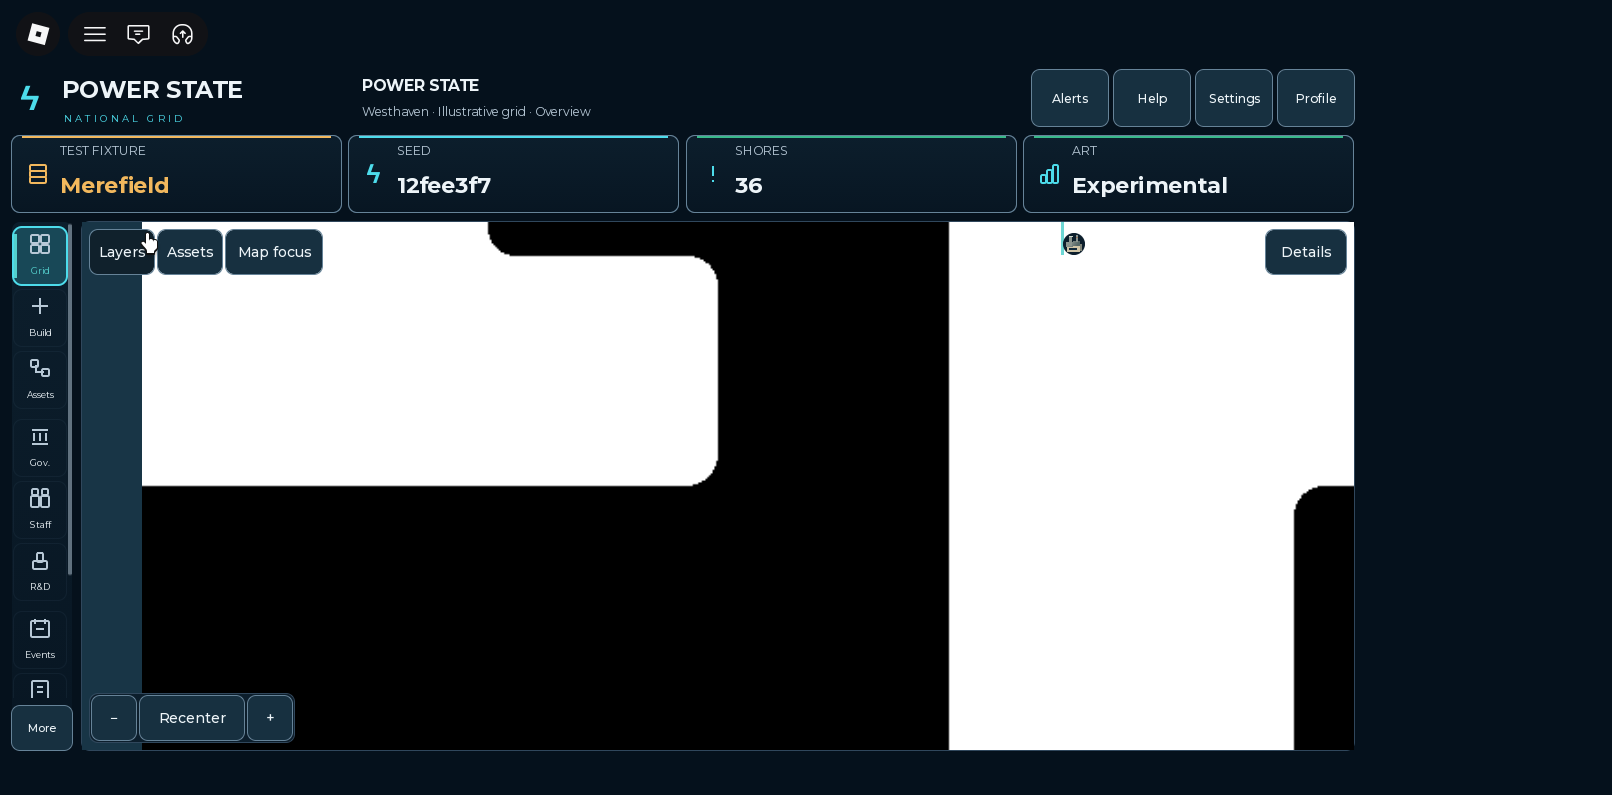 POWER STATE
NATIONAL GRID
POWER STATE
Westhaven · Illustrative grid · Overview
Alerts
Help
Settings
Profile
TEST FIXTURE
Merefield
SEED
12fee3f7
SHORES
36
ART
Experimental
Grid
Build
Assets
Gov.
Staff
R&D
Events
More
Layers
Assets
Map focus
Details
−
Recenter
+